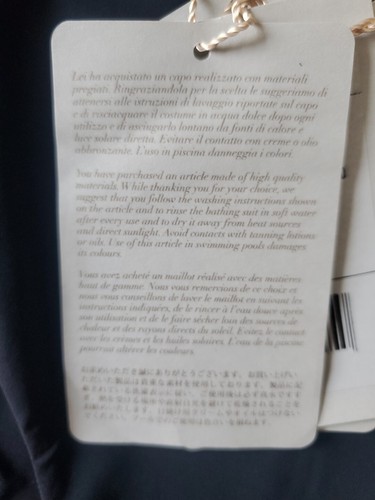 Lei ha acquistato un capo realizzato con materiali
pregiati. Ringraziandola per la scelta le suggeriamo di
attenersi alle istruzioni di lavaggio riportate sul capo
e di risciacquare il costume in acqua dolce dopo ogni
utilizzo e di asciugarlo lontano da fonti di calore e
luce solare diretta. Evitare il contatto con creme o olio
abbronzante. L'uso in piscina danneggia i colori.
You have purchased an article made of high quality
materials. While thanking you for your choice, we
suggest that you follow the washing instructions shown
on the article and to rinse the bathing suit in soft water
after every use and to dry it away from heat sources
and direct sunlight. Avoid contacts with tanning lotions
or oils. Use of this article in swimming pools damages
its colours.
Vous avez acheté un maillot réalisé avec des matières
haut de gamme. Nous vous remercions de ce choix et
nous vous conseillons de laver le maillot en suivant les
instructions indiquées, de le rincer à l'eau douce après
son utilisation et de le faire sécher loin des sources de
chaleur et des rayons directs du soleil. Evitez le contact
avec les crèmes et les huiles solaires. L'eau de la piscine
pourrait altérer les couleurs.